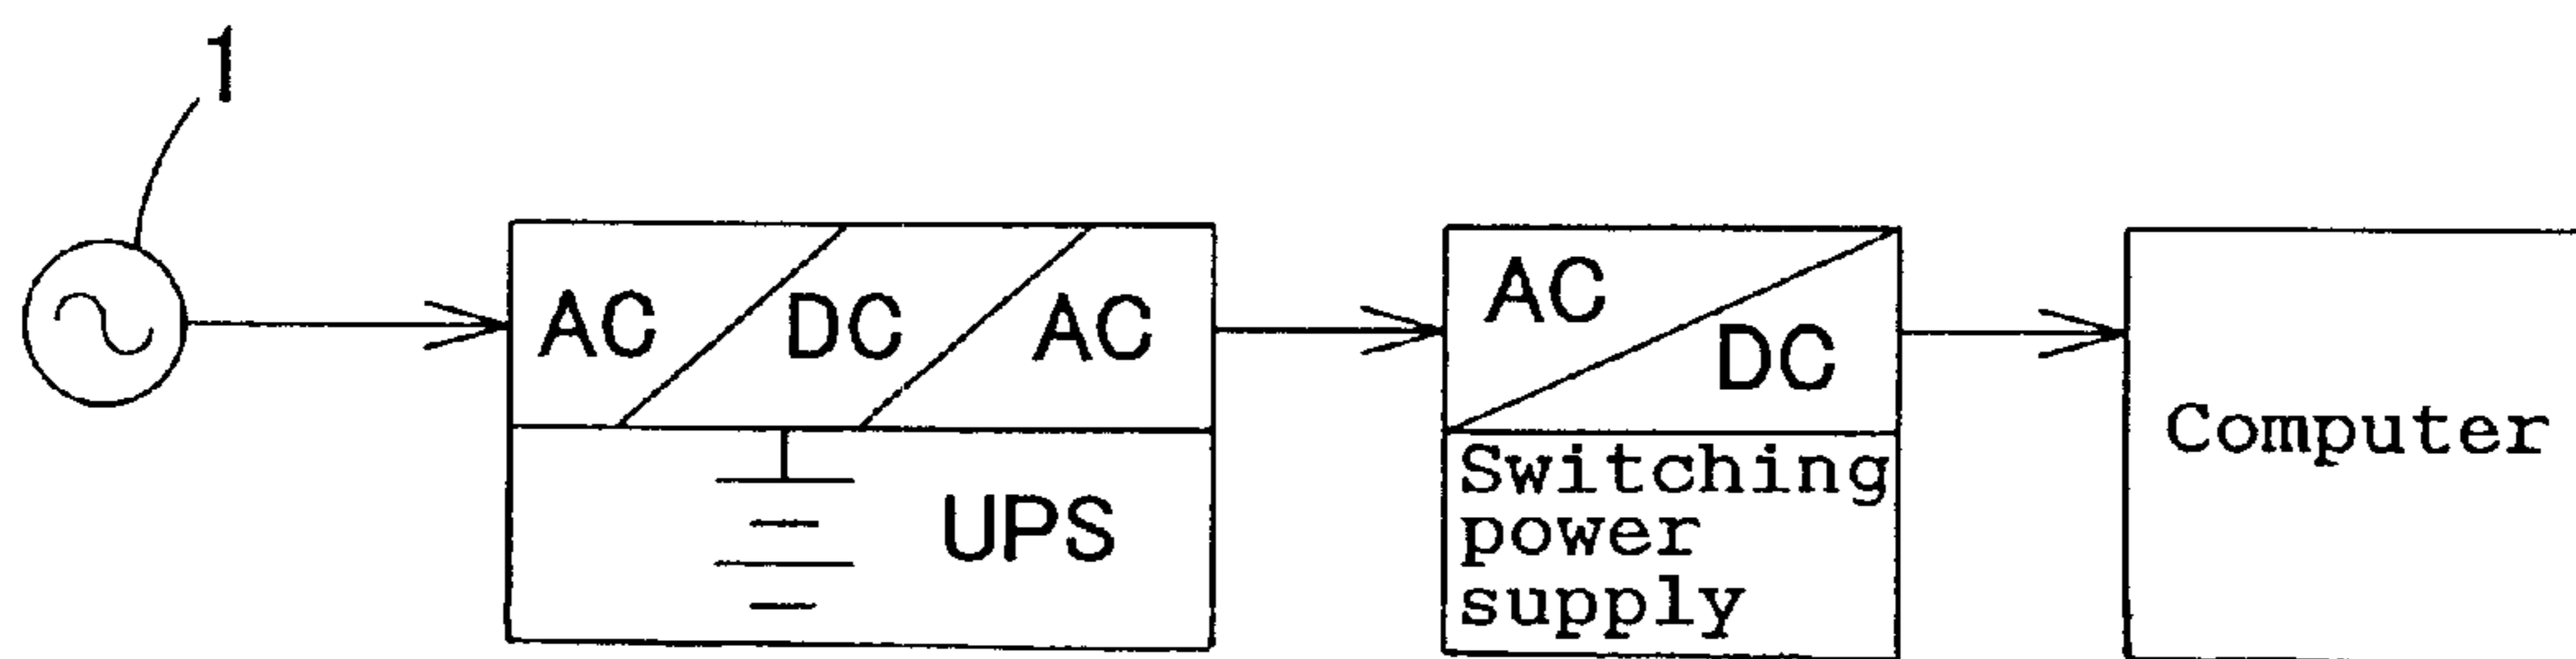 1
AC
DC
AC
UPS
AC
DC
Switching
power
supply
Computer